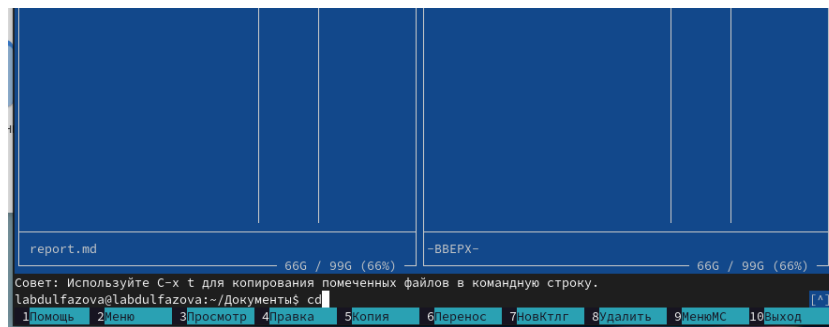 report.md -ВВЕРХ-
66G / 99G (66%) 66G / 99G (66%)
Совет: Используйте C-x t для копирования помеченных файлов в командную строку.
labdulfazova@labdulfazova:~/Документы$ cd [^]
1Помощь 2Меню 3Просмотр 4Правка 5Копия 6Перенос 7НовКтлг 8Удалить 9МенюMC 10Выход